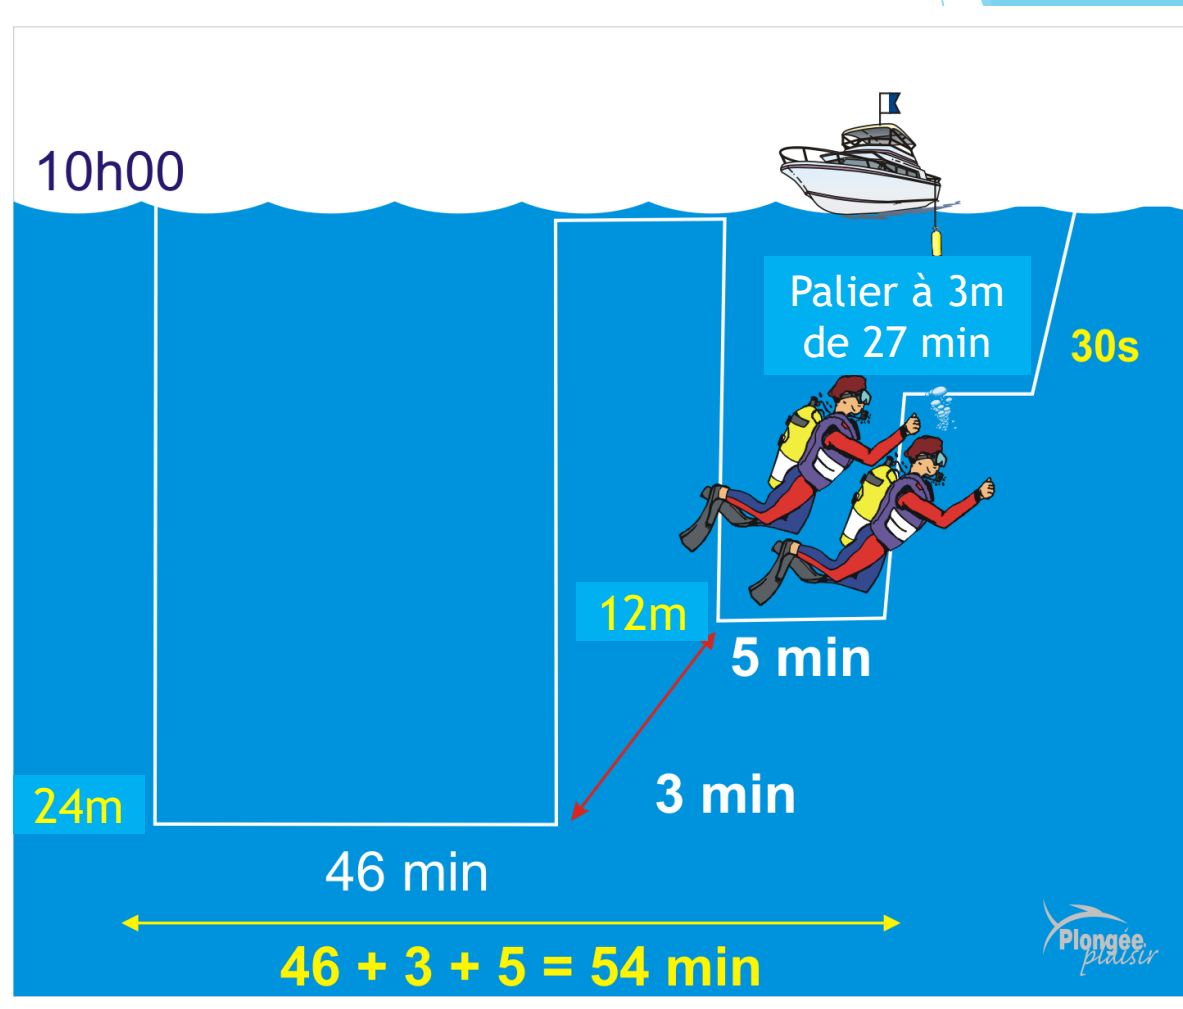 10h00
Palier à 3m
de 27 min
30s
12m
5 min
24m
3 min
46 min
46 + 3 + 5 = 54 min
Plongée
plaisir